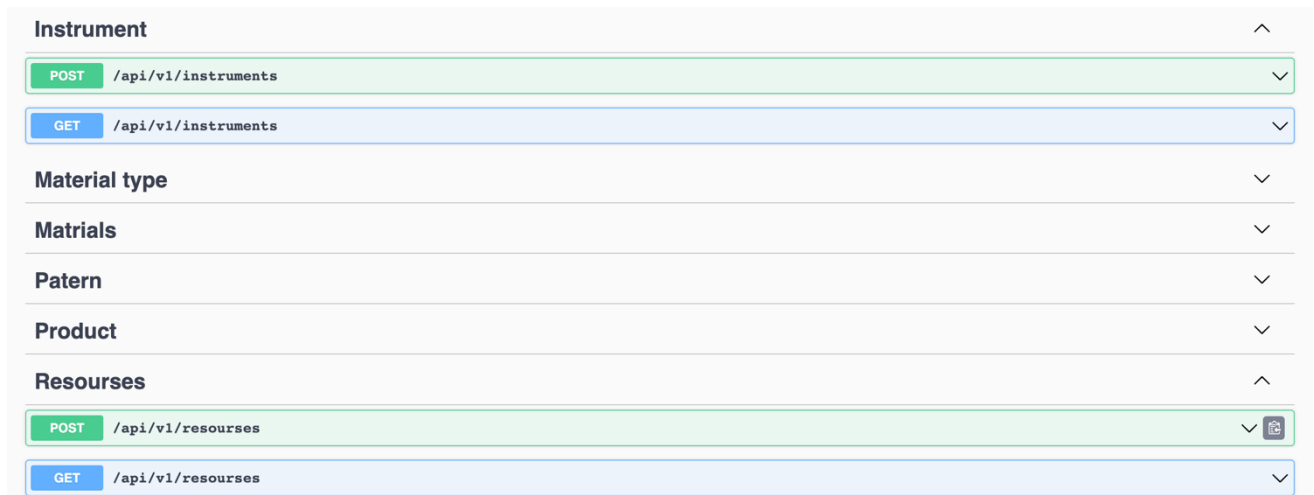 Instrument
POST /api/v1/instruments
GET /api/v1/instruments
Material type
Matrials
Patern
Product
Resourses
POST /api/v1/resourses
GET /api/v1/resourses